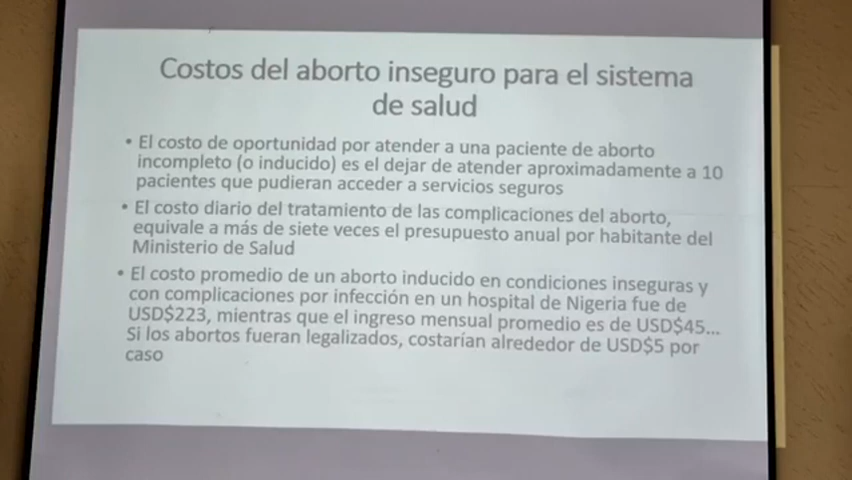 Costos del aborto inseguro para el sistema
de salud
• El costo de oportunidad por atender a una paciente de aborto
incompleto (o inducido) es el dejar de atender aproximadamente a 10
pacientes que pudieran acceder a servicios seguros
• El costo diario del tratamiento de las complicaciones del aborto,
equivale a más de siete veces el presupuesto anual por habitante del
Ministerio de Salud
• El costo promedio de un aborto inducido en condiciones inseguras y
con complicaciones por infección en un hospital de Nigeria fue de
USD$223, mientras que el ingreso mensual promedio es de USD$45...
Si los abortos fueran legalizados, costarían alrededor de USD$5 por
caso